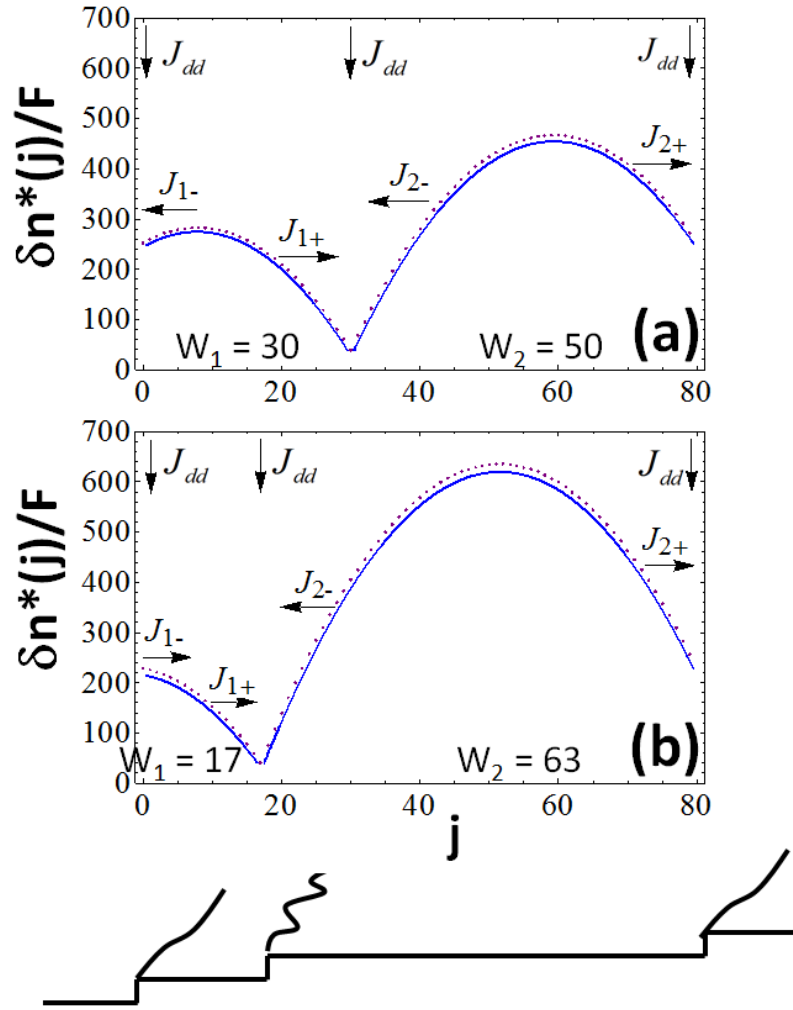 700
600
500
400
300
200
100
0
δn*(j)/F
J_dd
J_dd
J_dd
J_1-
J_1+
J_2-
J_2+
W_1 = 30
W_2 = 50
(a)
0 20 40 60 80
700
600
500
400
300
200
100
0
δn*(j)/F
J_dd
J_dd
J_dd
J_1-
J_1+
J_2-
J_2+
W_1 = 17
W_2 = 63
(b)
0 20 40 60 80
j